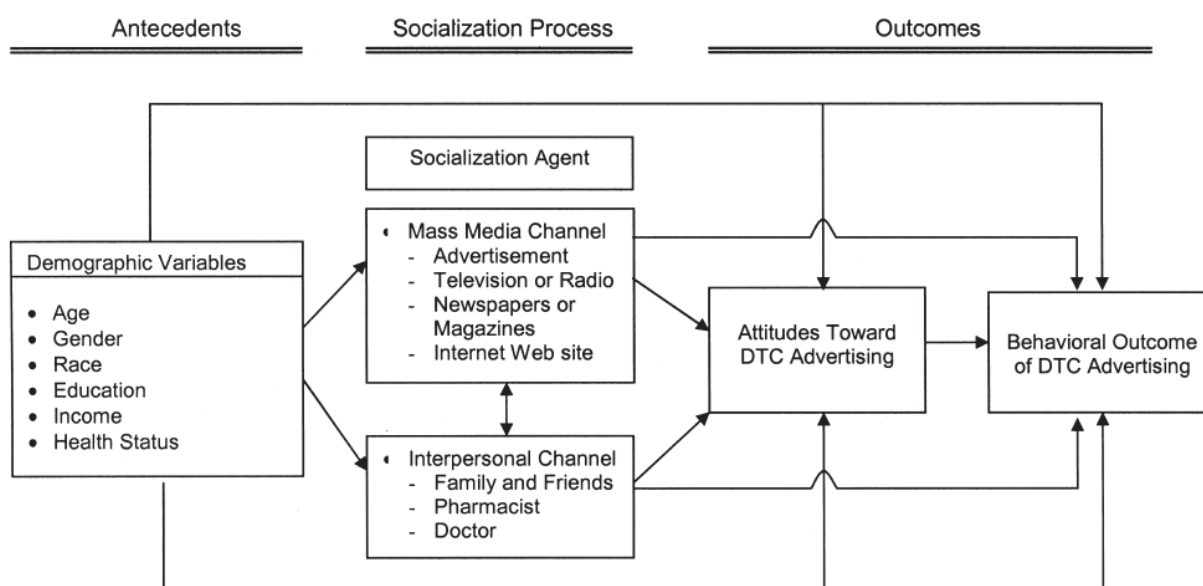 Antecedents
Socialization Process
Outcomes
Socialization Agent
Demographic Variables
• Age
• Gender
• Race
• Education
• Income
• Health Status
Mass Media Channel
- Advertisement
- Television or Radio
- Newspapers or
Magazines
- Internet Web site
Interpersonal Channel
- Family and Friends
- Pharmacist
- Doctor
Attitudes Toward
DTC Advertising
Behavioral Outcome
of DTC Advertising